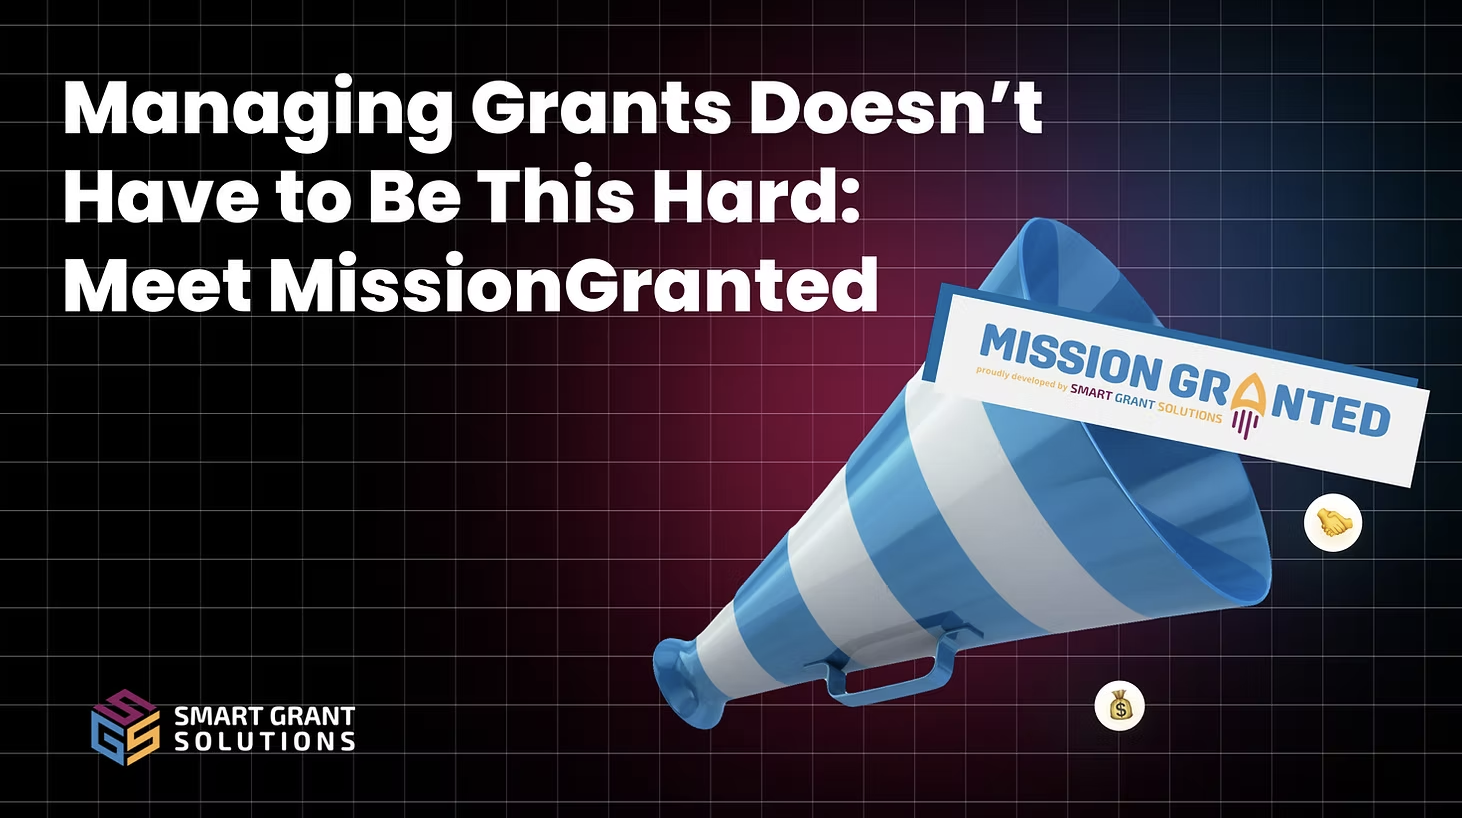 Managing Grants Doesn’t
Have to Be This Hard:
Meet MissionGranted
MISSION GRANTED
proudly developed by SMART GRANT SOLUTIONS
$
SGS
SMART GRANT
SOLUTIONS